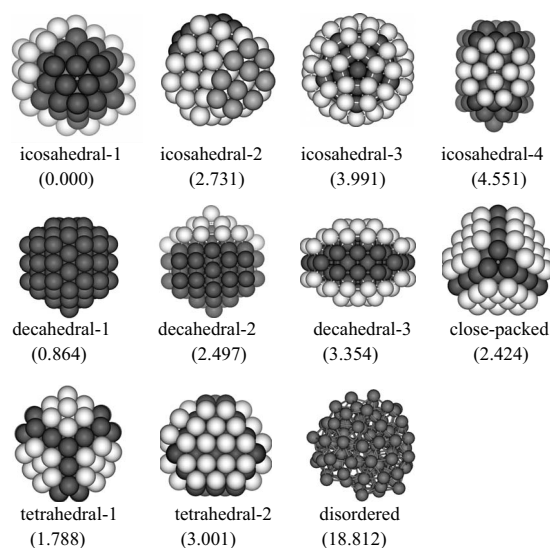 icosahedral-1 icosahedral-2 icosahedral-3 icosahedral-4
(0.000) (2.731) (3.991) (4.551)
decahedral-1 decahedral-2 decahedral-3 close-packed
(0.864) (2.497) (3.354) (2.424)
tetrahedral-1 tetrahedral-2 disordered
(1.788) (3.001) (18.812)